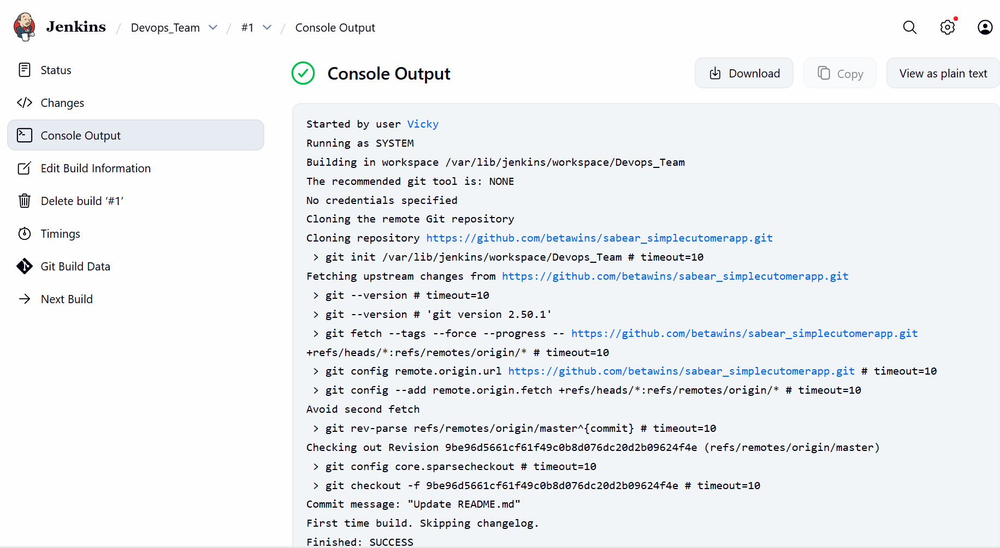 Jenkins / Devops_Team / #1 / Console Output
Status
Changes
Console Output
Edit Build Information
Delete build ‘#1’
Timings
Git Build Data
Next Build
Console Output
Download
Copy
View as plain text
Started by user Vicky
Running as SYSTEM
Building in workspace /var/lib/jenkins/workspace/Devops_Team
The recommended git tool is: NONE
No credentials specified
Cloning the remote Git repository
Cloning repository https://github.com/betawins/sabear_simplecutomerapp.git
 > git init /var/lib/jenkins/workspace/Devops_Team # timeout=10
Fetching upstream changes from https://github.com/betawins/sabear_simplecutomerapp.git
 > git --version # timeout=10
 > git --version # 'git version 2.50.1'
 > git fetch --tags --force --progress -- https://github.com/betawins/sabear_simplecutomerapp.git
+refs/heads/*:refs/remotes/origin/* # timeout=10
 > git config remote.origin.url https://github.com/betawins/sabear_simplecutomerapp.git # timeout=10
 > git config --add remote.origin.fetch +refs/heads/*:refs/remotes/origin/* # timeout=10
Avoid second fetch
 > git rev-parse refs/remotes/origin/master^{commit} # timeout=10
Checking out Revision 9be96d5661cf61f49c0b8d076dc20d2b09624f4e (refs/remotes/origin/master)
 > git config core.sparsecheckout # timeout=10
 > git checkout -f 9be96d5661cf61f49c0b8d076dc20d2b09624f4e # timeout=10
Commit message: "Update README.md"
First time build. Skipping changelog.
Finished: SUCCESS